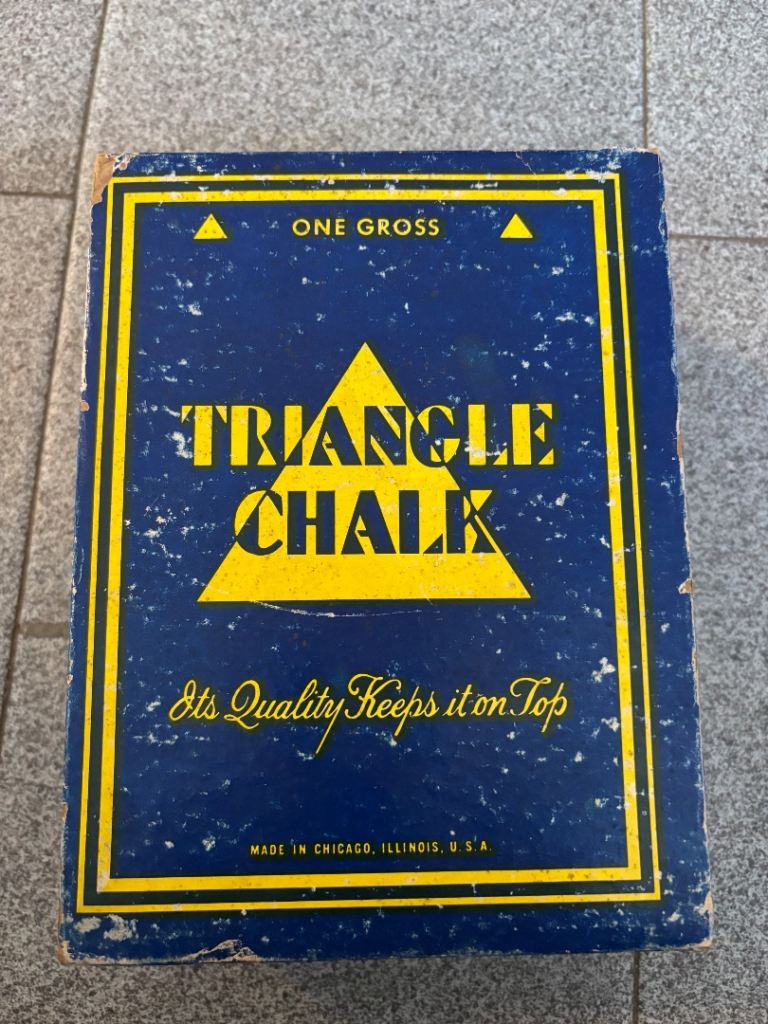 ONE GROSS
TRIANGLE
CHALK
Its Quality Keeps it on Top
MADE IN CHICAGO, ILLINOIS, U.S.A.